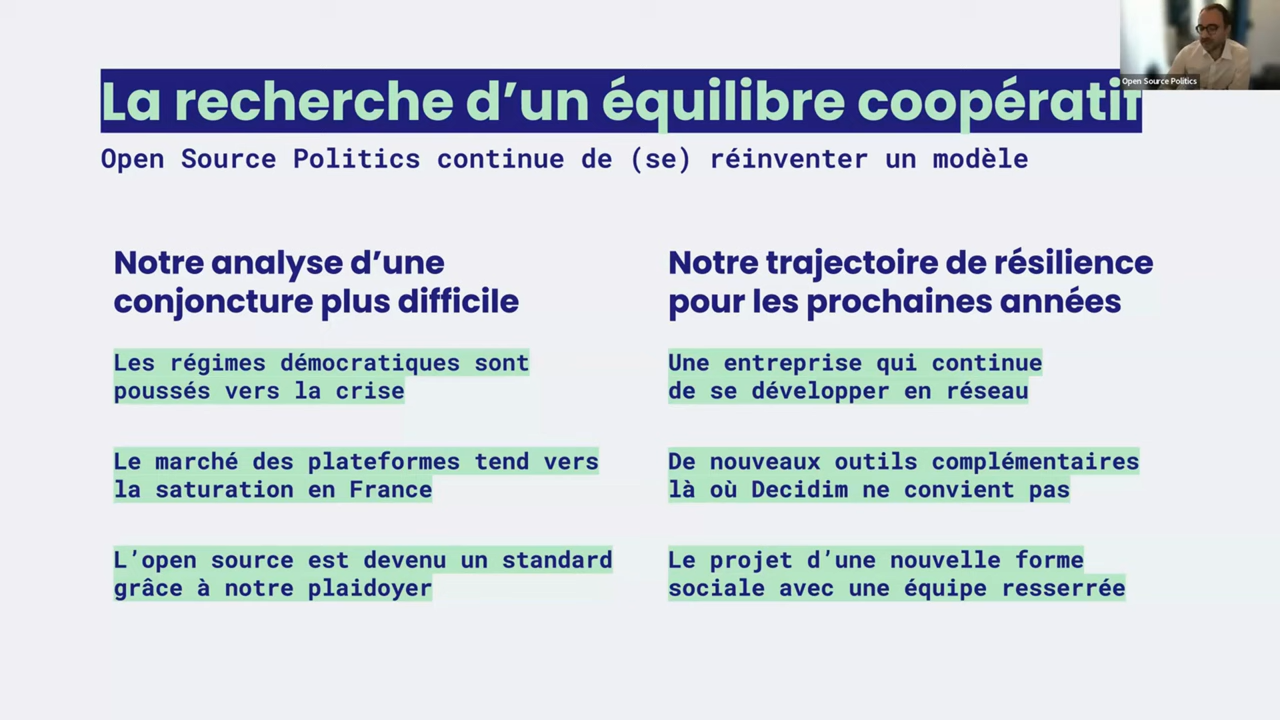 La recherche d’un équilibre coopératif
Open Source Politics
Open Source Politics continue de (se) réinventer un modèle
Notre analyse d’une
conjoncture plus difficile
Les régimes démocratiques sont
poussés vers la crise
Le marché des plateformes tend vers
la saturation en France
L’open source est devenu un standard
grâce à notre plaidoyer
Notre trajectoire de résilience
pour les prochaines années
Une entreprise qui continue
de se développer en réseau
De nouveaux outils complémentaires
là où Decidim ne convient pas
Le projet d’une nouvelle forme
sociale avec une équipe resserrée